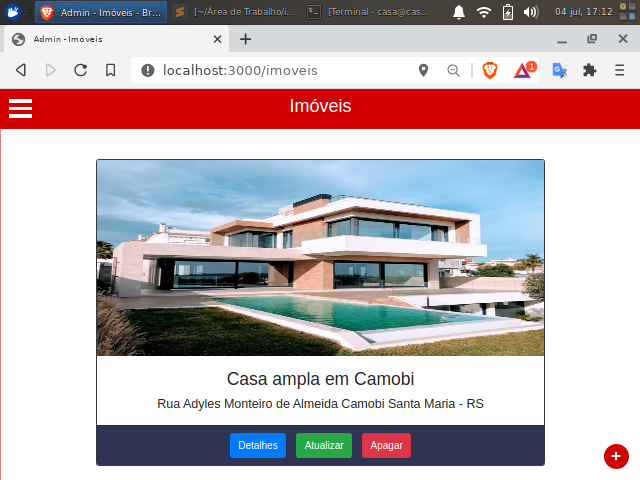 Admin - Imóveis - Br...
[~/Área de Trabalho/i...
[Terminal - casa@cas...
04 jul, 17:12
Admin - Imóveis
localhost:3000/imoveis
1
Imóveis
Casa ampla em Camobi
Rua Adyles Monteiro de Almeida Camobi Santa Maria - RS
Detalhes
Atualizar
Apagar
+